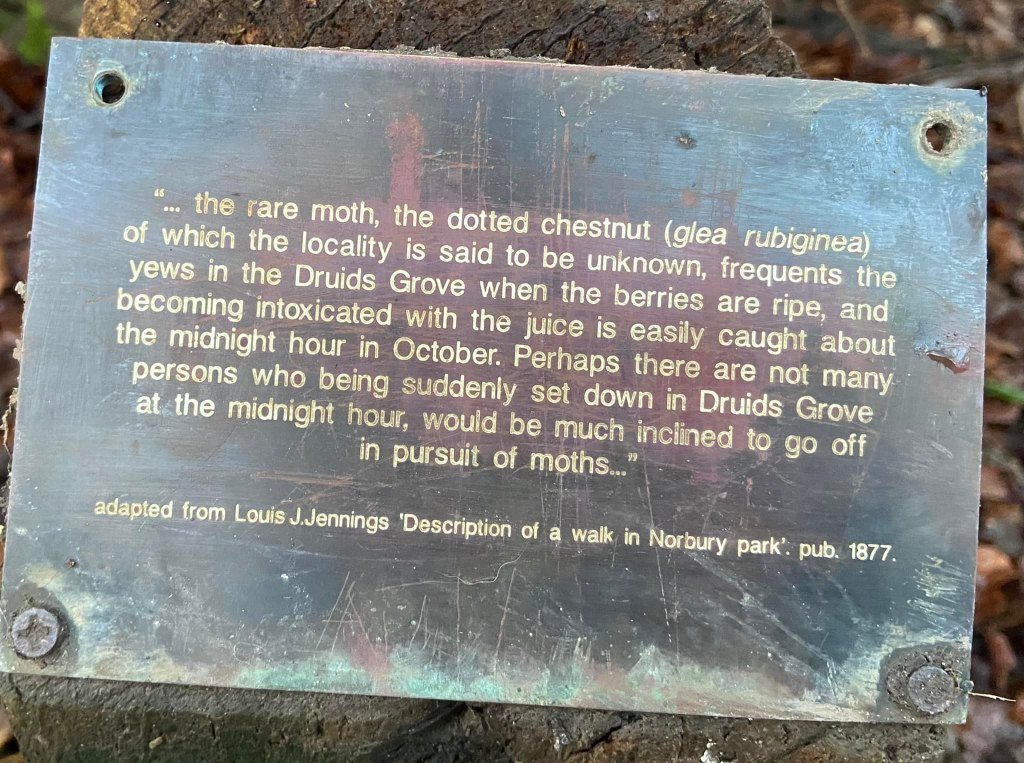 “... the rare moth, the dotted chestnut (glea rubiginea)
of which the locality is said to be unknown, frequents the
yews in the Druids Grove when the berries are ripe, and
becoming intoxicated with the juice is easily caught about
the midnight hour in October. Perhaps there are not many
persons who being suddenly set down in Druids Grove
at the midnight hour, would be much inclined to go off
in pursuit of moths...”
adapted from Louis J.Jennings 'Description of a walk in Norbury park'. pub. 1877.